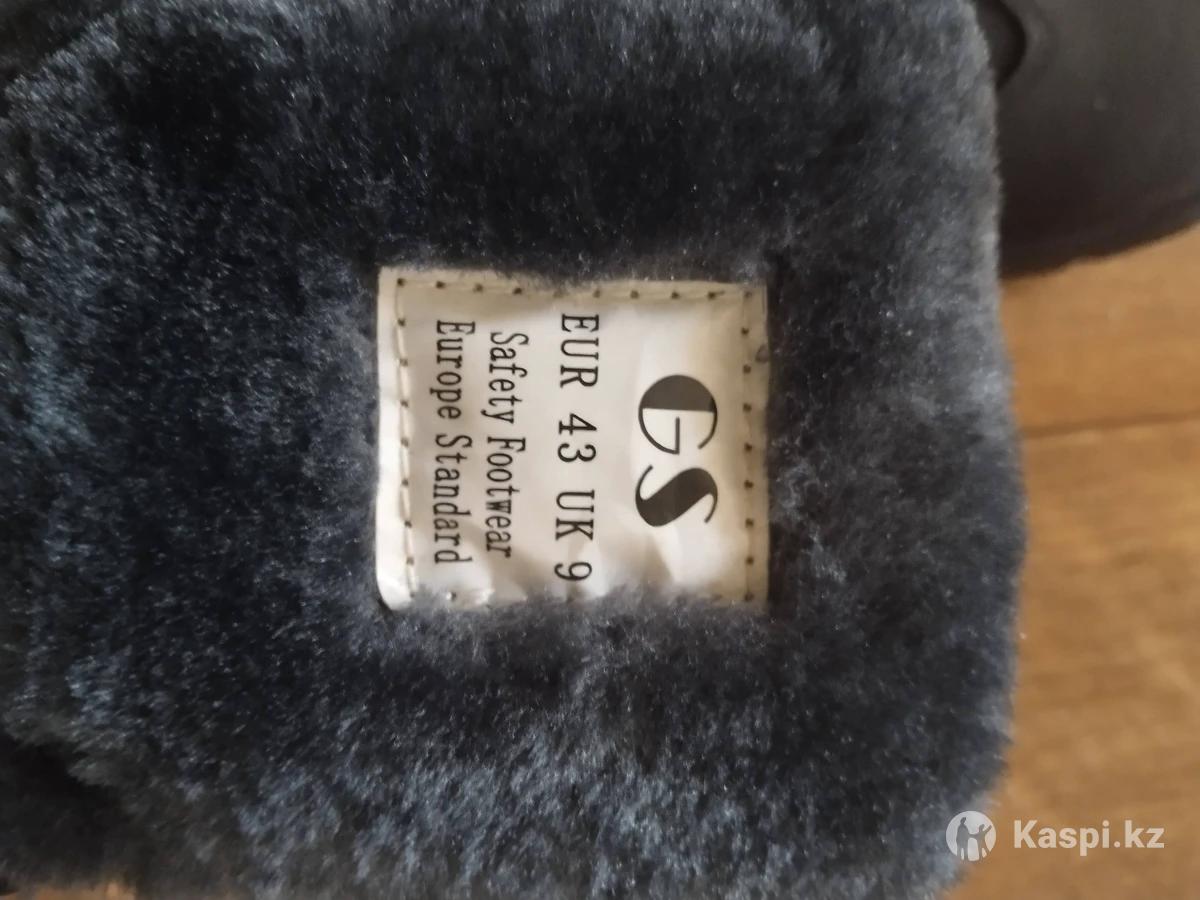 GS
EUR 43 UK 9
Safety Footwear
Europe Standard
Kaspi.kz